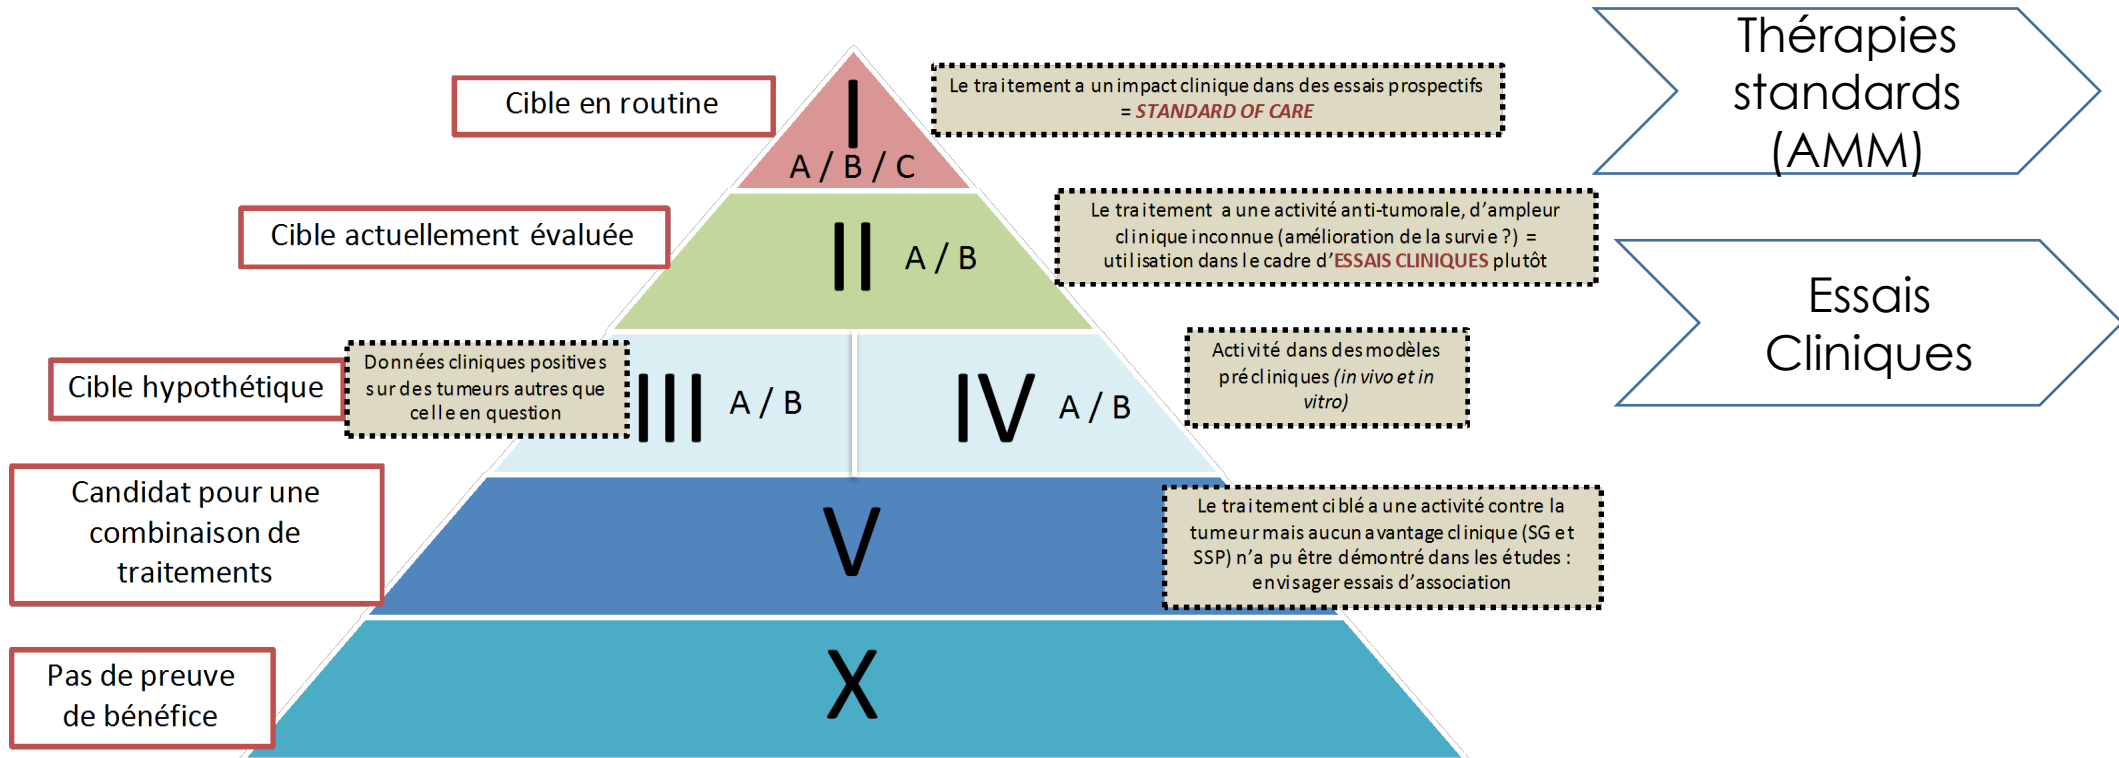 Thérapies
standards
(AMM)
Cible en routine
I
A / B / C
Le traitement a un impact clinique dans des essais prospectifs
= STANDARD OF CARE
Cible actuellement évaluée
II
A / B
Le traitement a une activité anti-tumorale, d’ampleur
clinique inconnue (amélioration de la survie ?) =
utilisation dans le cadre d’ESSAIS CLINIQUES plutôt
Essais
Cliniques
Cible hypothétique
Données cliniques positives
sur des tumeurs autres que
celle en question
III
A / B
IV
A / B
Activité dans des modèles
précliniques (in vivo et in
vitro)
Candidat pour une
combinaison de
traitements
V
Le traitement ciblé a une activité contre la
tumeur mais aucun avantage clinique (SG et
SSP) n’a pu être démontré dans les études :
envisager essais d’association
Pas de preuve
de bénéfice
X